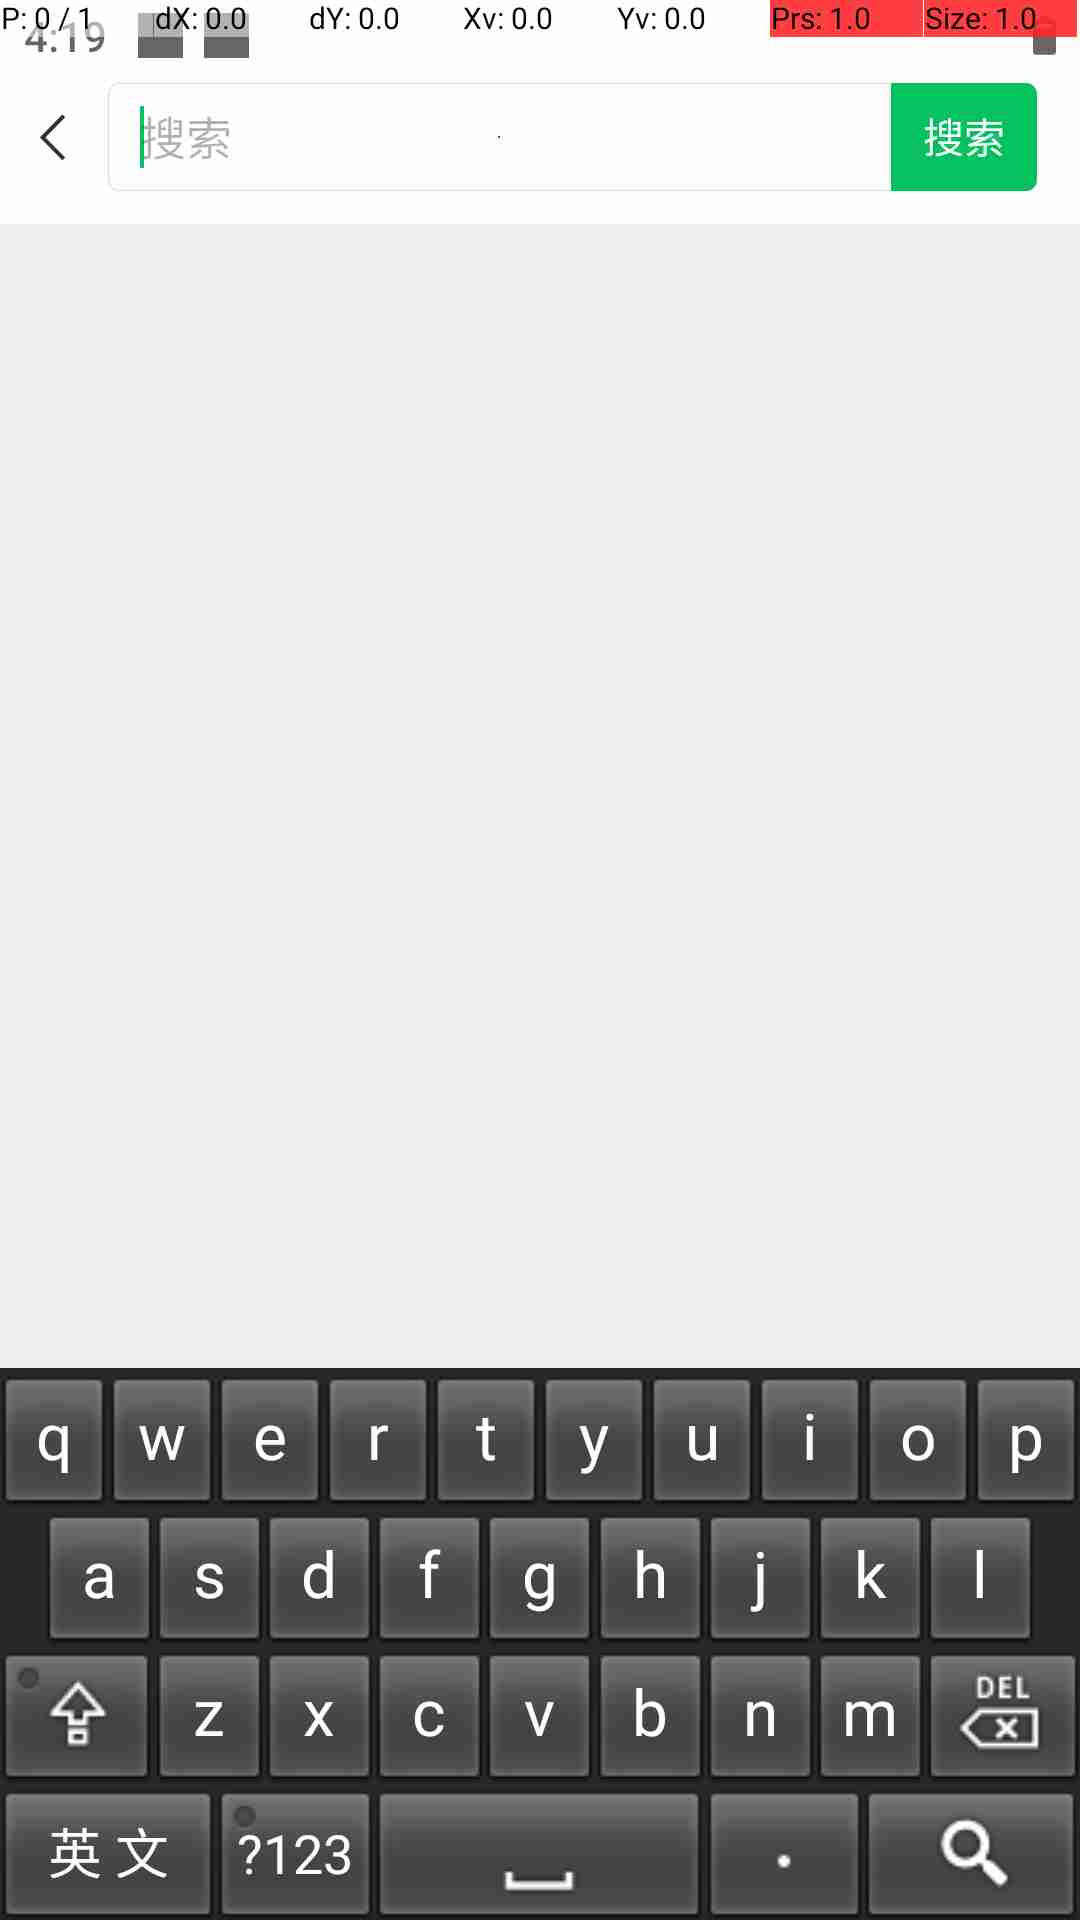 P: 0 / 1 dX: 0.0 dY: 0.0 Xv: 0.0 Yv: 0.0 Prs: 1.0 Size: 1.0
4:19
搜索 搜索
q w e r t y u i o p
a s d f g h j k l
z x c v b n m DEL
英文 ?123 .